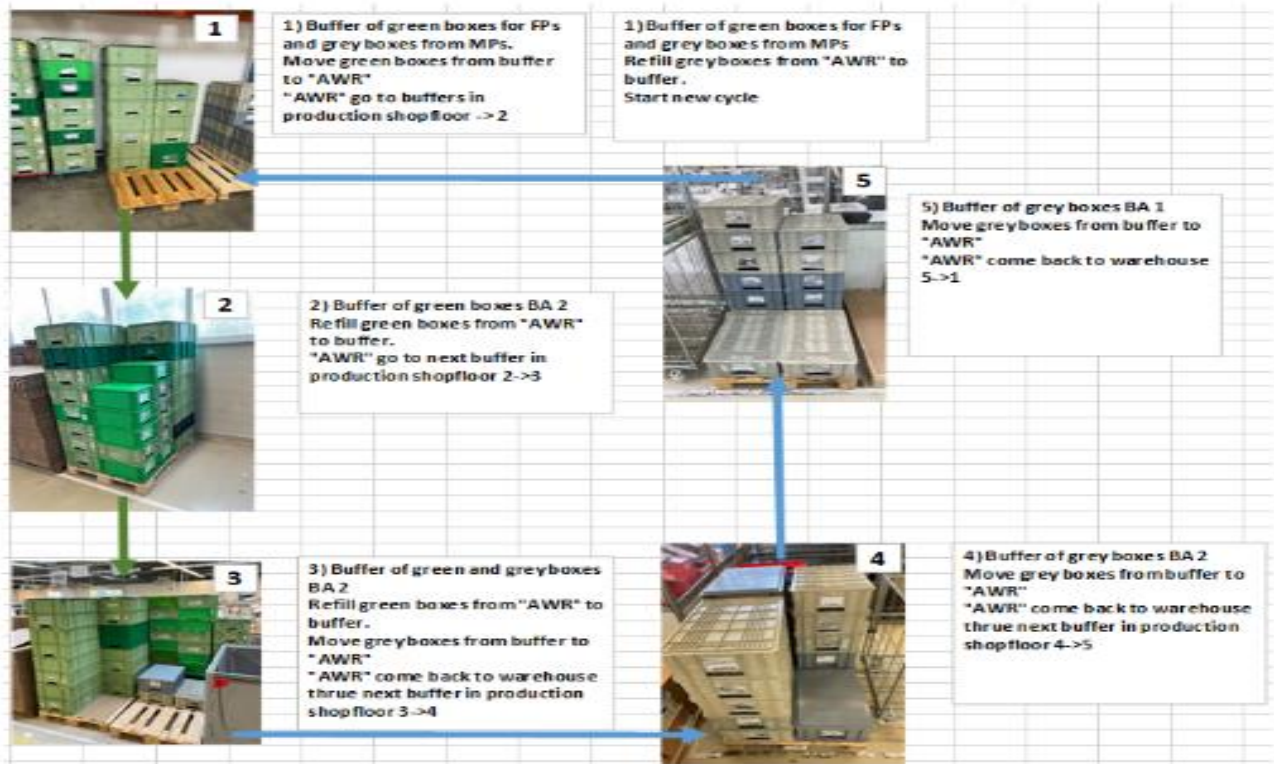 1
1) Buffer of green boxes for FPs
and grey boxes from MPs.
Move green boxes from buffer
to "AWR"
"AWR" go to buffers in
production shopfloor -> 2
1) Buffer of green boxes for FPs
and grey boxes from MPs
Refill grey boxes from "AWR" to
buffer.
Start new cycle
5
5) Buffer of grey boxes BA 1
Move grey boxes from buffer to
"AWR"
"AWR" come back to warehouse
5->1
2
2) Buffer of green boxes BA 2
Refill green boxes from "AWR"
to buffer.
"AWR" go to next buffer in
production shopfloor 2->3
3
3) Buffer of green and grey boxes
BA 2
Refill green boxes from "AWR" to
buffer.
Move grey boxes from buffer to
"AWR"
"AWR" come back to warehouse
thrue next buffer in production
shopfloor 3->4
4
4) Buffer of grey boxes BA 2
Move grey boxes from buffer to
"AWR"
"AWR" come back to warehouse
thrue next buffer in production
shopfloor 4->5